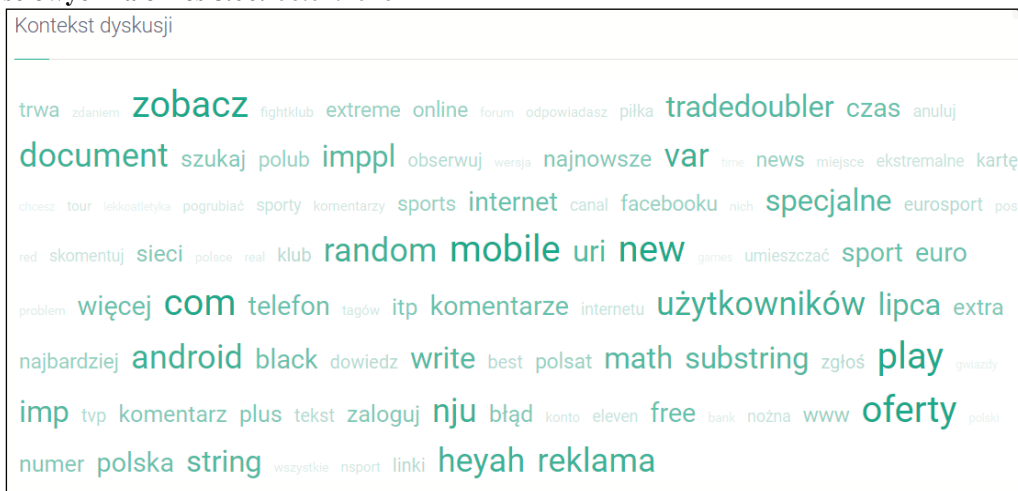 Kontekst dyskusji
trwa zdaniem zobacz fightklub extreme online forum odpowiadasz piłka tradedoubler czas anuluj
document szukaj polub imppl obserwuj wersja najnowsze var time news miejsce ekstremalne kartę
chcesz tour lekkoatletyka pogrubiać sporty komentarzy sports internet canal facebooku nich specjalne eurosport pos
red skomentuj sieci polsce real klub random mobile uri new games umieszczać sport euro
problem więcej com telefon tagów itp komentarze internetu użytkowników lipca extra
najbardziej android black dowiedz write best polsat math substring zgłoś play gwiazdy
imp tvp komentarz plus tekst zaloguj nju błąd konto eleven free bank nożna www oferty polski
numer polska string wszystkie nsport linki heyah reklama